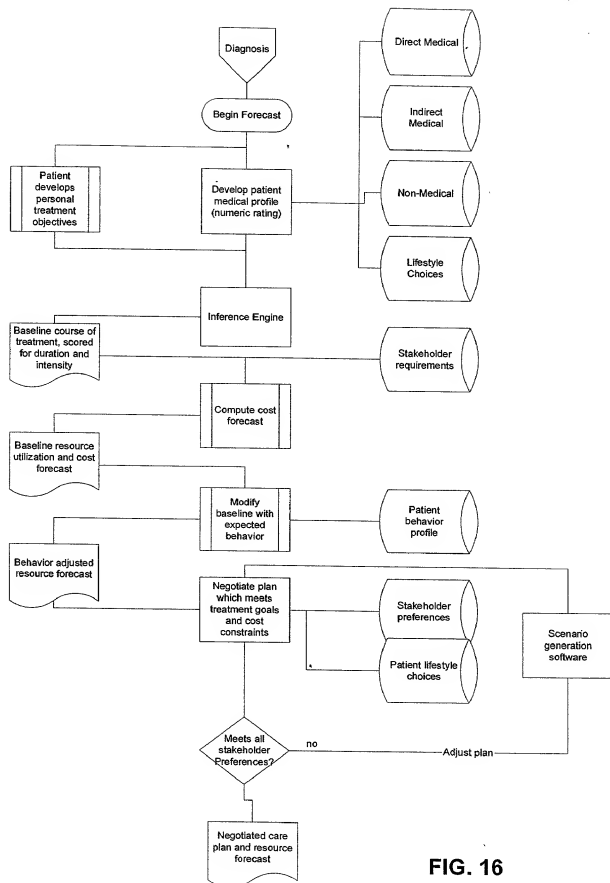 Diagnosis
Direct Medical
Begin Forecast
Indirect
Medical
Patient
develops
personal
treatment
objectives
Develop patient
medical profile
(numeric rating)
Non-Medical
Lifestyle
Choices
Inference Engine
Baseline course of
treatment, scored
for duration and
intensity
Stakeholder
requirements
Compute cost
forecast
Baseline resource
utilization and cost
forecast
Modify
baseline with
expected
behavior
Patient
behavior
profile
Behavior adjusted
resource forecast
Negotiate plan
which meets
treatment goals
and cost
constraints
Stakeholder
preferences
Scenario
generation
software
Patient lifestyle
choices
Meets all
stakeholder
Preferences?
no
Adjust plan
Negotiated care
plan and resource
forecast
FIG. 16